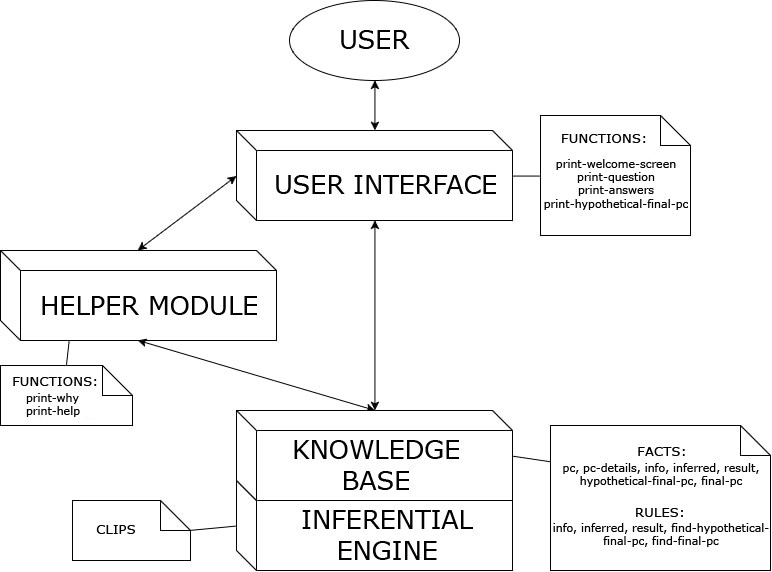 USER
USER INTERFACE
FUNCTIONS:
print-welcome-screen
print-question
print-answers
print-hypothetical-final-pc
HELPER MODULE
FUNCTIONS:
print-why
print-help
KNOWLEDGE
BASE
FACTS:
pc, pc-details, info, inferred, result,
hypothetical-final-pc, final-pc
RULES:
info, inferred, result, find-hypothetical-
final-pc, find-final-pc
CLIPS
INFERENTIAL
ENGINE